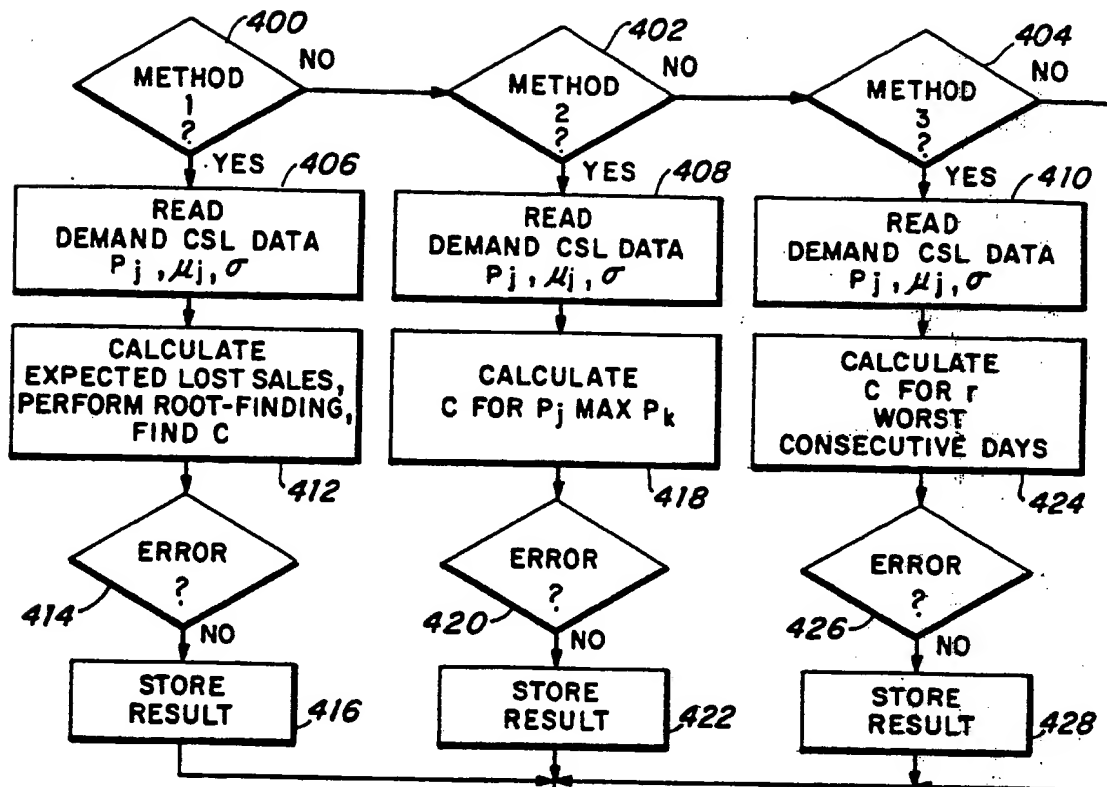 400
402
404
METHOD
1
?
NO
METHOD
2
?
NO
METHOD
3
?
NO
YES
406
YES
408
YES
410
READ
DEMAND CSL DATA
Pj, μj, σ
READ
DEMAND CSL DATA
Pj, μj, σ
READ
DEMAND CSL DATA
Pj, μj, σ
CALCULATE
EXPECTED LOST SALES,
PERFORM ROOT-FINDING,
FIND C
412
CALCULATE
C FOR Pj MAX Pk
418
CALCULATE
C FOR r
WORST
CONSECUTIVE DAYS
424
ERROR
?
414
NO
ERROR
?
420
NO
ERROR
?
426
NO
STORE
RESULT
416
STORE
RESULT
422
STORE
RESULT
428